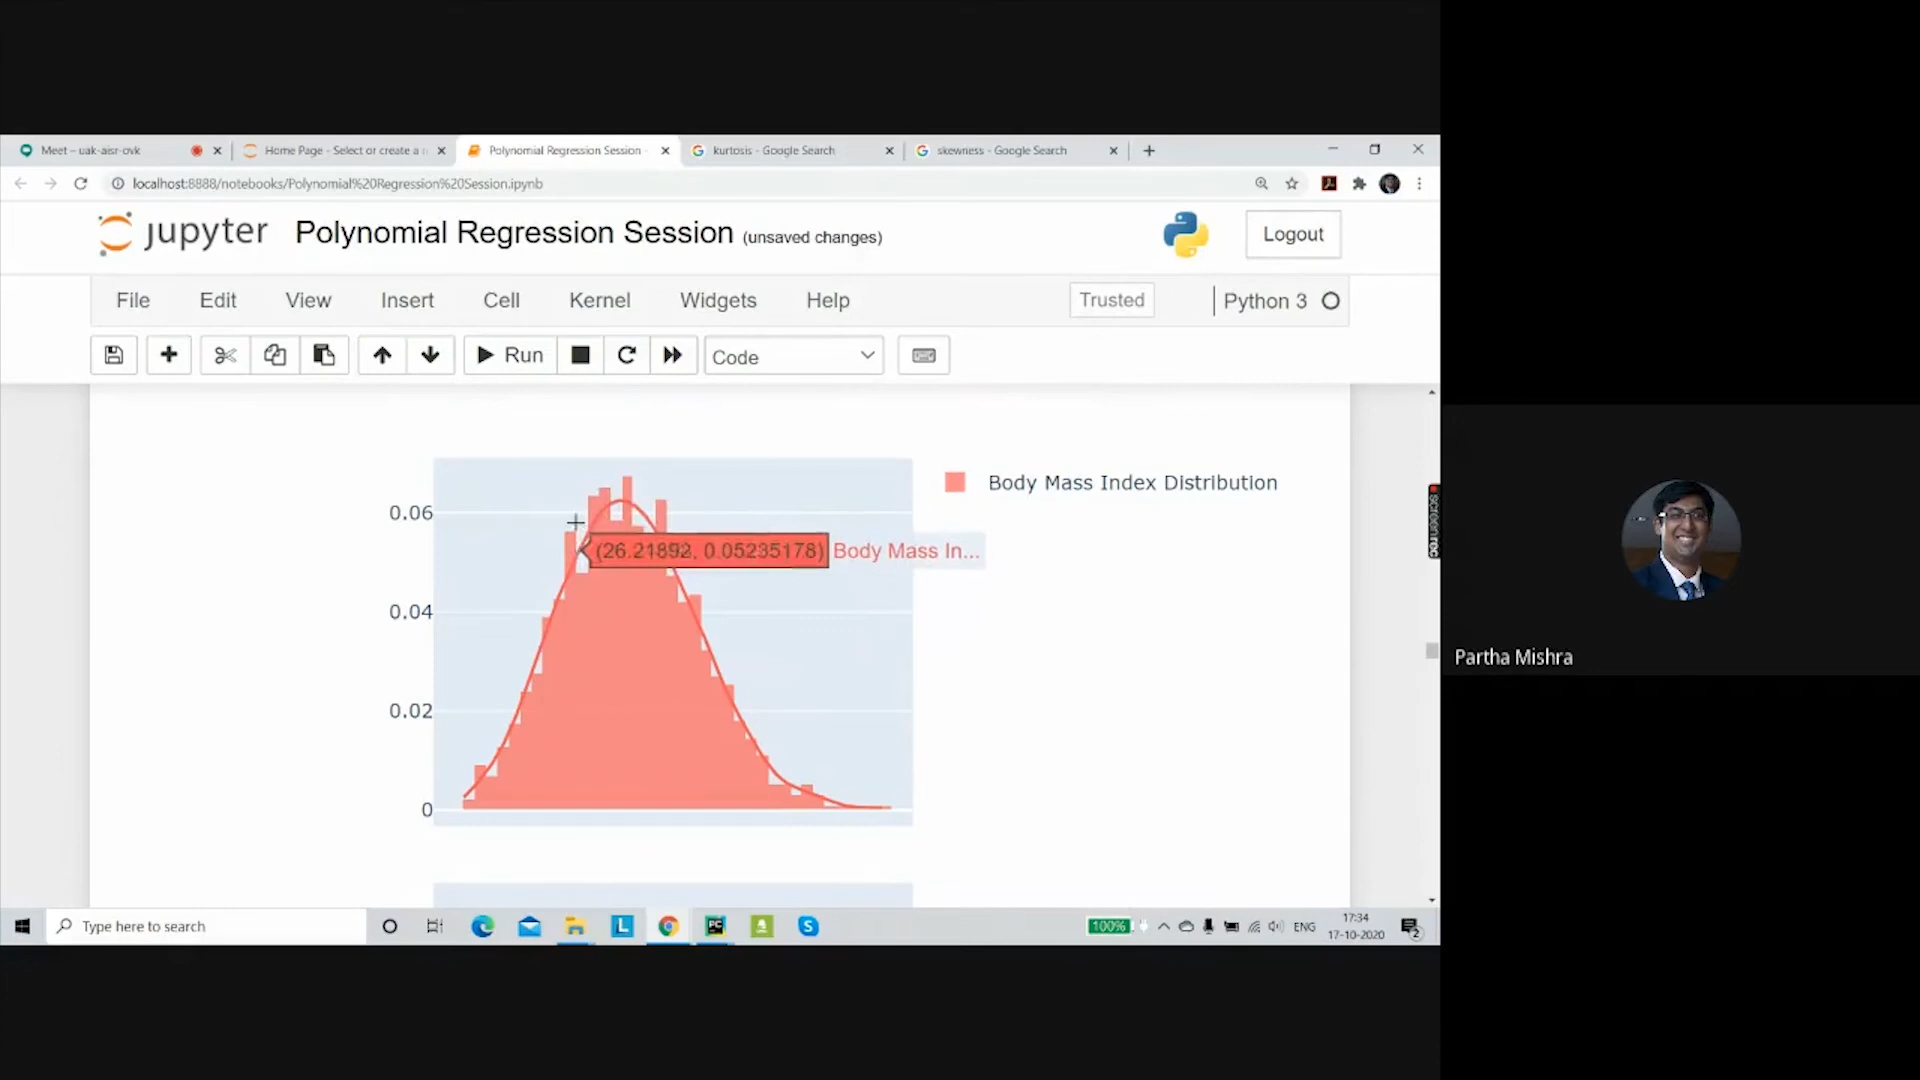 Meet – uak-aisr-ovk
Home Page - Select or create a n
Polynomial Regression Session -
kurtosis - Google Search
skewness - Google Search
localhost:8888/notebooks/Polynomial%20Regression%20Session.ipynb
jupyter Polynomial Regression Session (unsaved changes)
Logout
File Edit View Insert Cell Kernel Widgets Help
Trusted
Python 3
Run
Code
Body Mass Index Distribution
0.06
(26.21892, 0.05235178) Body Mass In...
0.04
0.02
0
screenrec
Partha Mishra
Type here to search
100%
ENG
17:34
17-10-2020
2